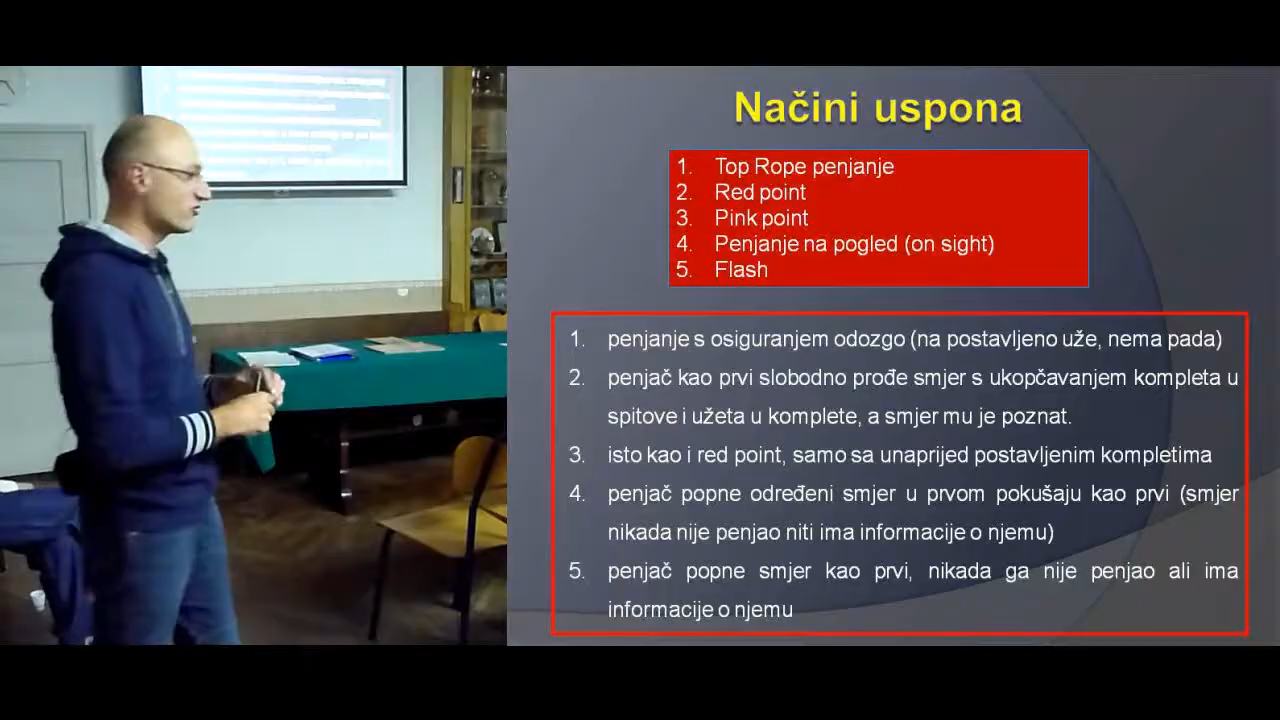 Načini uspona
1. Top Rope penjanje
2. Red point
3. Pink point
4. Penjanje na pogled (on sight)
5. Flash
1. penjanje s osiguranjem odozgo (na postavljeno uže, nema pada)
2. penjač kao prvi slobodno prođe smjer s ukopčavanjem kompleta u
spitove i užeta u komplete, a smjer mu je poznat.
3. isto kao i red point, samo sa unaprijed postavljenim kompletima
4. penjač popne određeni smjer u prvom pokušaju kao prvi (smjer
nikada nije penjao niti ima informacije o njemu)
5. penjač popne smjer kao prvi, nikada ga nije penjao ali ima
informacije o njemu